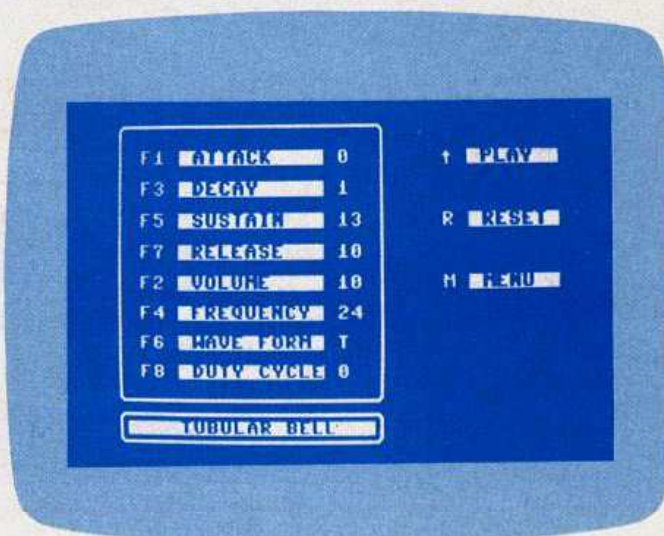 F1 ATTACK 0
F3 DECAY 1
F5 SUSTAIN 13
F7 RELEASE 10
F2 VOLUME 10
F4 FREQUENCY 24
F6 WAVE FORM T
F8 DUTY CYCLE 0
TUBULAR BELL
↑ PLAY
R RESET
M MENU